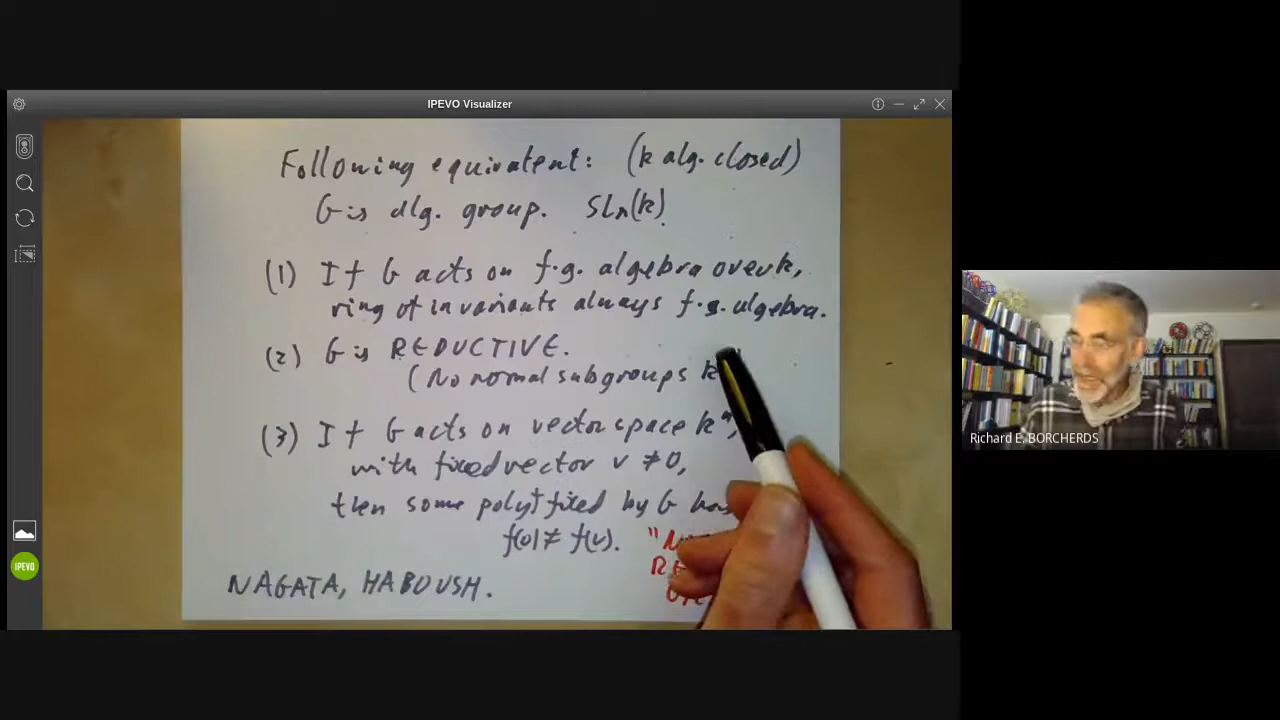 IPEVO Visualizer
Following equivalent: (k alg. closed)
G is alg. group. SLn(k).
(1) If G acts on f.g. algebra over k,
ring of invariants always f.g. algebra.
(2) G is REDUCTIVE.
(No normal subgroups k
(3) If G acts on vector space kⁿ,
with fixed vector v ≠ 0,
then some poly f fixed by G has
f(0) ≠ f(v).
NAGATA, HABOUSH.
IPEVO
Richard E. BORCHERDS